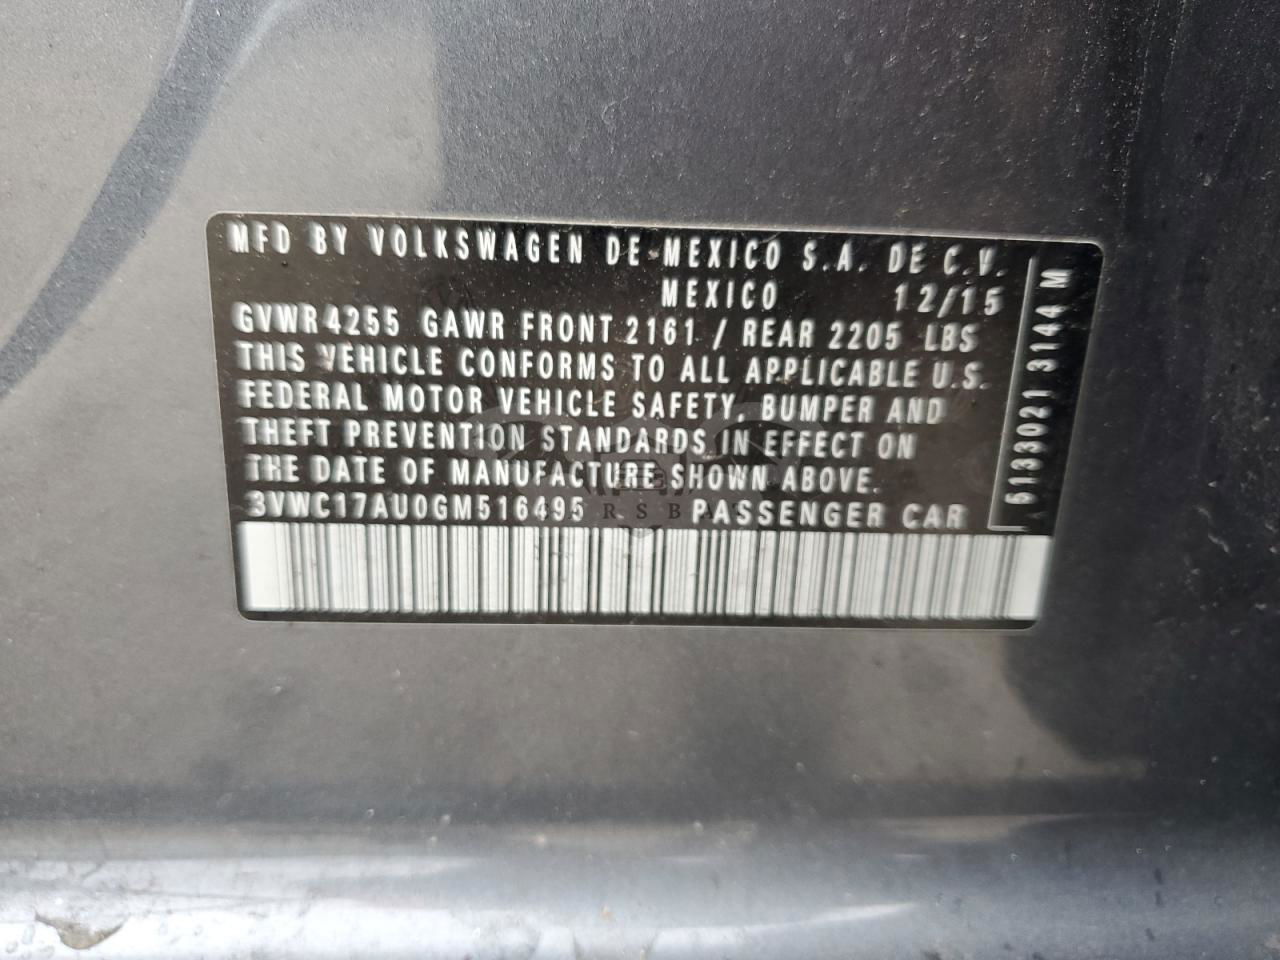 MFD BY VOLKSWAGEN DE MEXICO S.A. DE C.V.
MEXICO 12/15
GVWR 4255 GAWR FRONT 2161 / REAR 2205 LBS
THIS VEHICLE CONFORMS TO ALL APPLICABLE U.S.
FEDERAL MOTOR VEHICLE SAFETY, BUMPER AND
THEFT PREVENTION STANDARDS IN EFFECT ON
THE DATE OF MANUFACTURE SHOWN ABOVE.
3VWC17AU0GM516495 PASSENGER CAR
6133021 3144 M